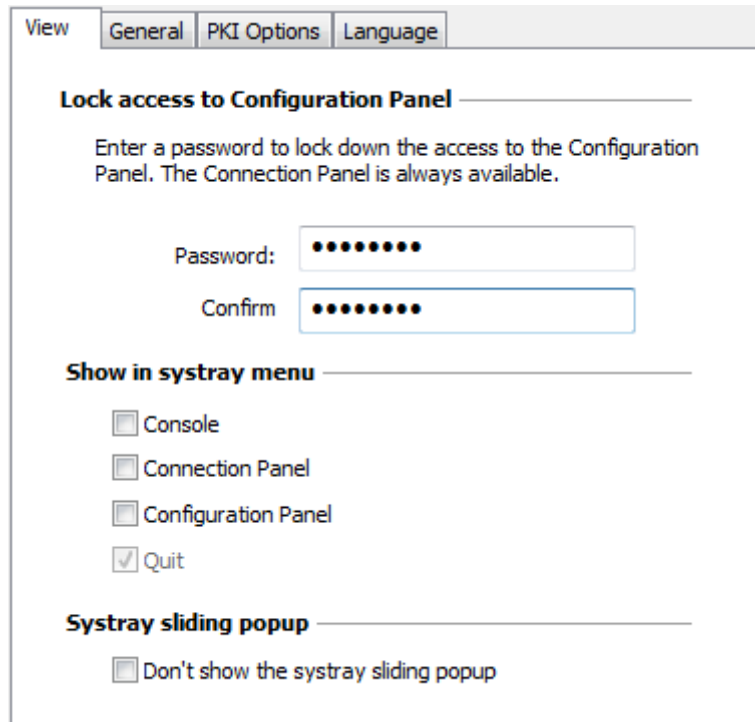 View General PKI Options Language
Lock access to Configuration Panel
Enter a password to lock down the access to the Configuration
Panel. The Connection Panel is always available.
Password: ●●●●●●●●
Confirm ●●●●●●●●
Show in systray menu
Console
Connection Panel
Configuration Panel
Quit
Systray sliding popup
Don't show the systray sliding popup